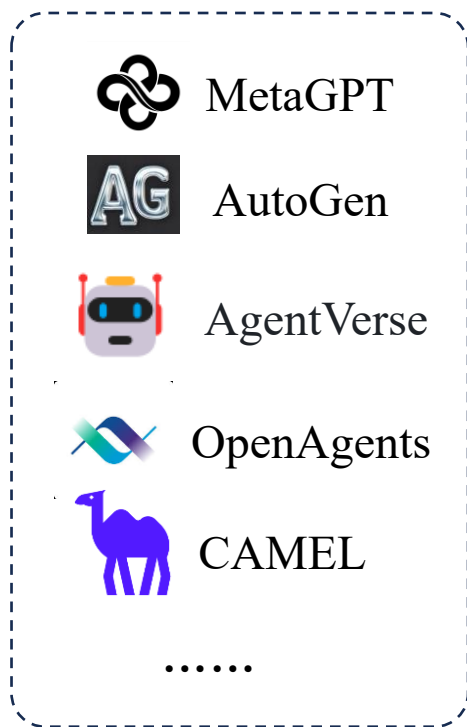 MetaGPT
AG AutoGen
AgentVerse
OpenAgents
CAMEL
……